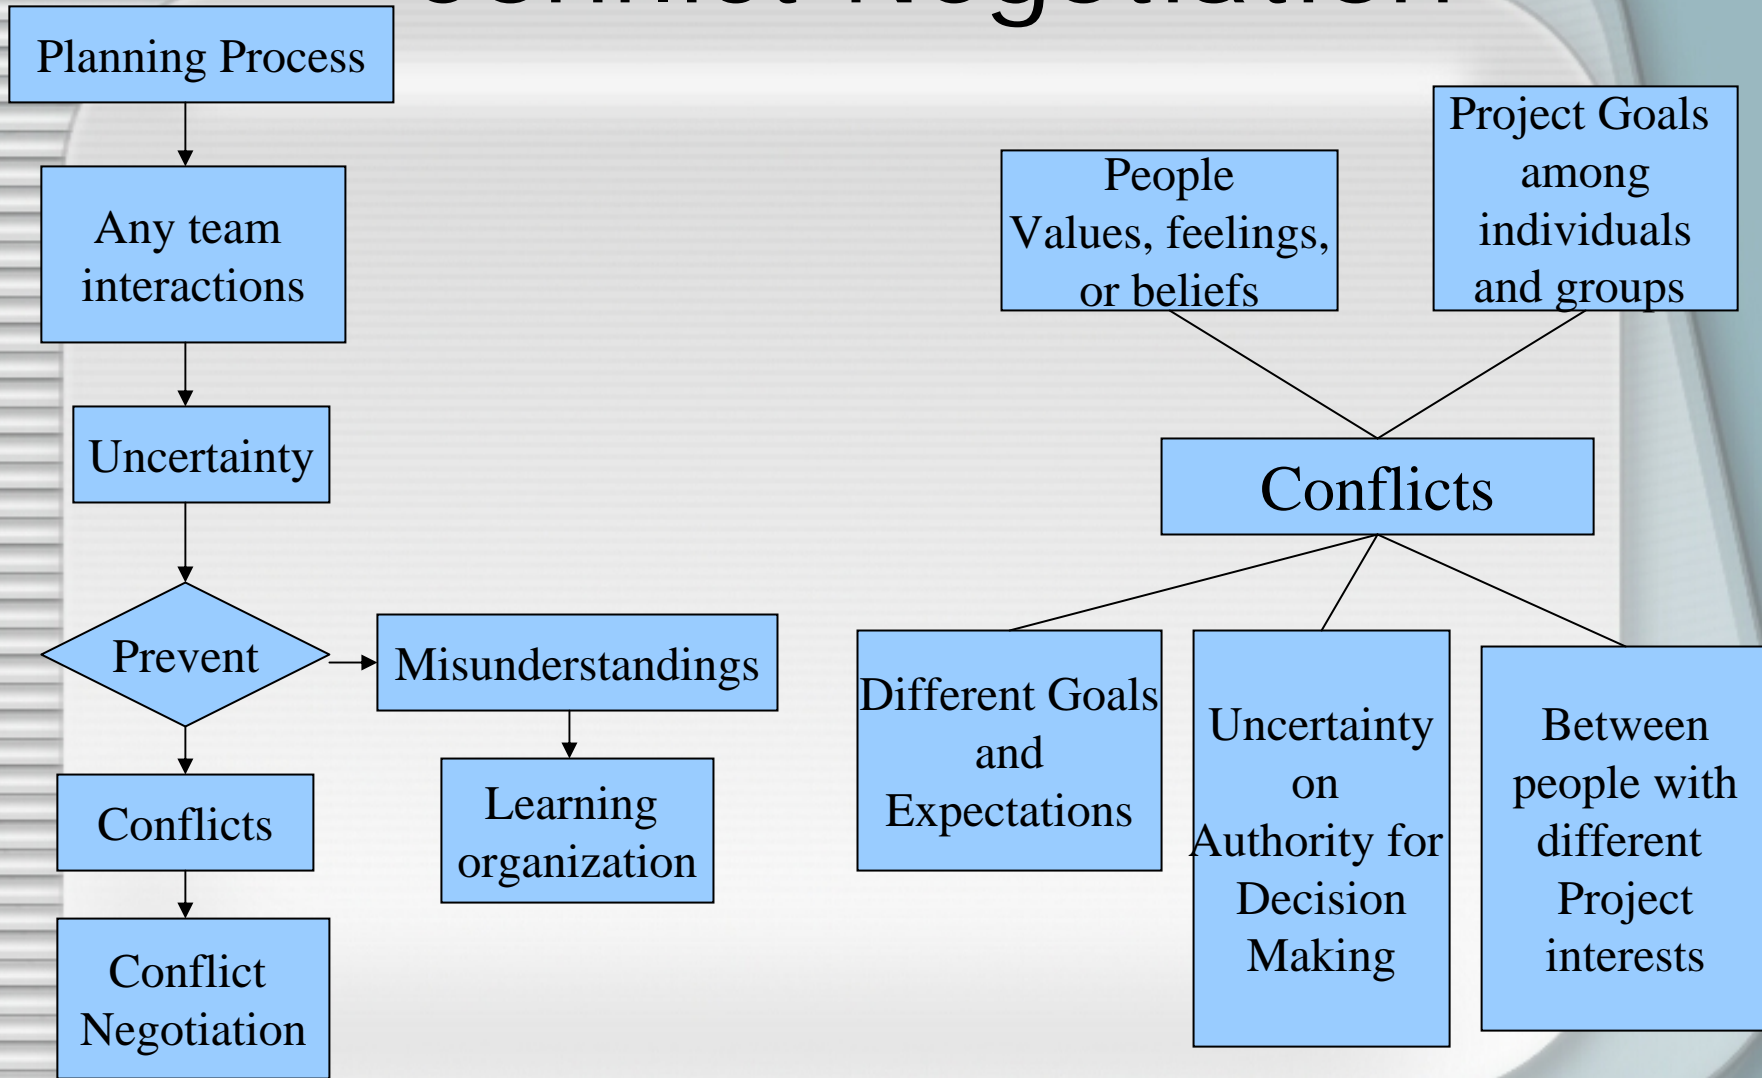 Conflict Negotiation
Planning Process
Any team
interactions
Uncertainty
Prevent
Misunderstandings
Learning
organization
Conflicts
Conflict
Negotiation
People
Values, feelings,
or beliefs
Project Goals
among
individuals
and groups
Conflicts
Different Goals
and
Expectations
Uncertainty
on
Authority for
Decision
Making
Between
people with
different
Project
interests